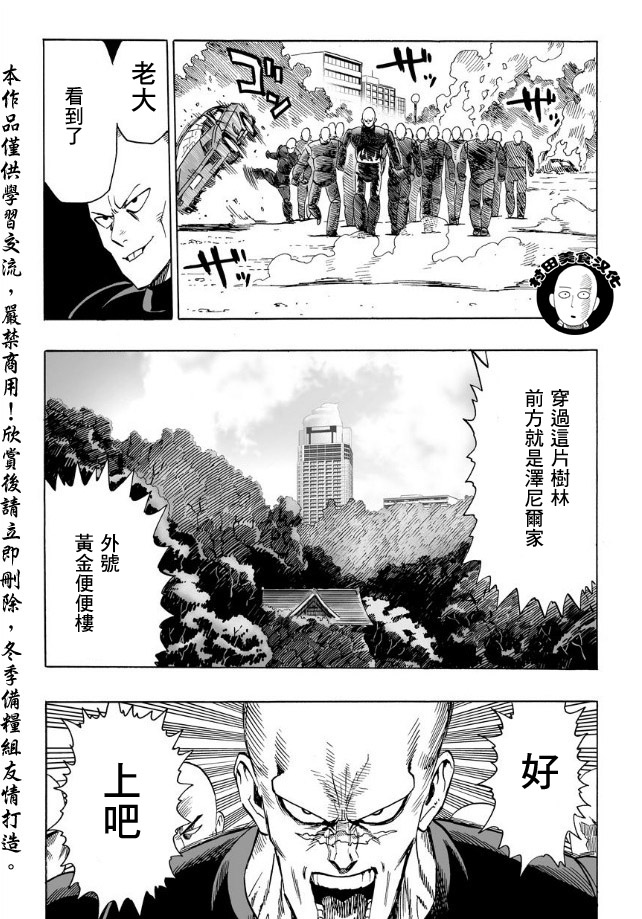 ゴゴゴ
ザッ
ザッ
ザッ
老大
看到了
村田美食汉化
穿過這片樹林
前方就是澤尼爾家
外號
黃金便便樓
好
上吧
本作品僅供學習交流，嚴禁商用！欣賞後請立即刪除，冬季備糧組友情打造。